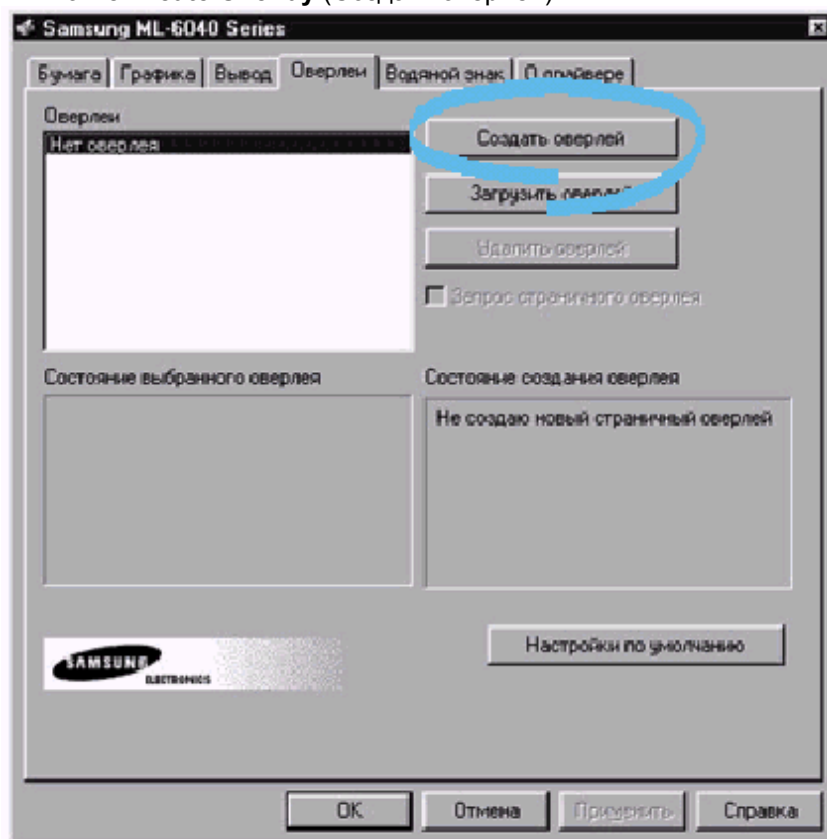 Samsung ML-6040 Series
Бумага Графика Вывод Оверлеи Водяной знак О драйвере
Оверлеи
Нет оверлея
Создать оверлей
Загрузить оверлей
Удалить оверлей
Запрос страничного оверлея
Состояние выбранного оверлея
Состояние создания оверлея
Не создаю новый страничный оверлей
SAMSUNG
ELECTRONICS
Настройки по умолчанию
OK Отмена Применить Справка